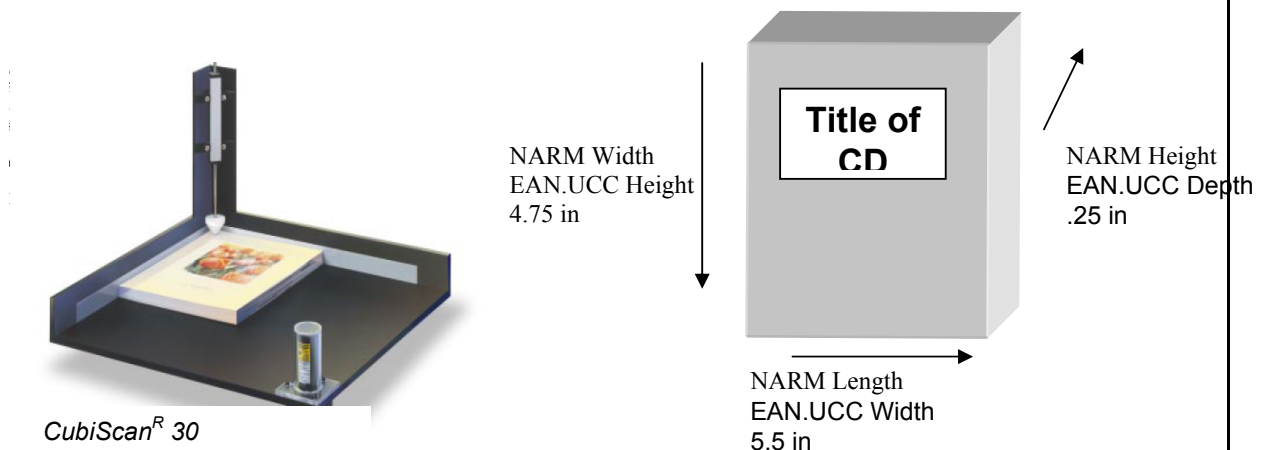 CubiScanR 30
NARM Width
EAN.UCC Height
4.75 in
Title of
CD
NARM Height
EAN.UCC Depth
.25 in
NARM Length
EAN.UCC Width
5.5 in